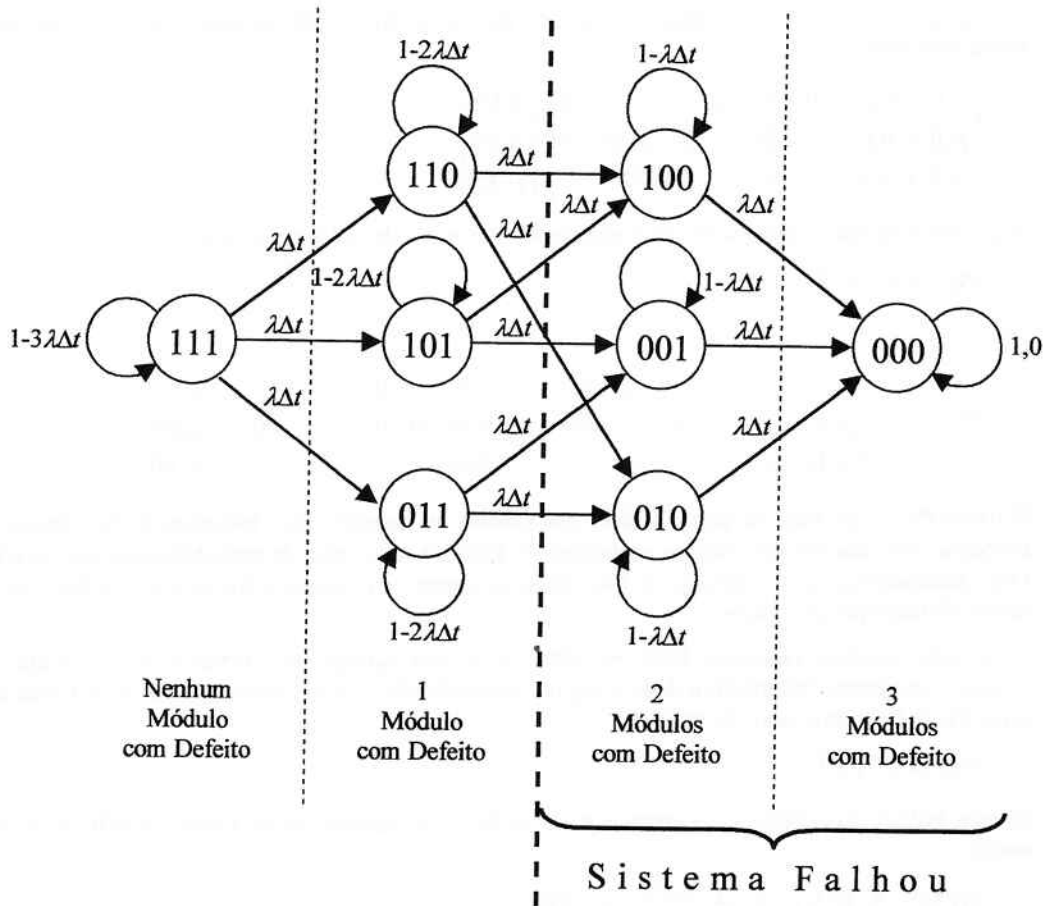 1-2λΔt
1-λΔt
110
λΔt
100
λΔt
λΔt
λΔt
λΔt
1-2λΔt
1-λΔt
1-3λΔt
111
λΔt
101
λΔt
001
λΔt
000
1,0
λΔt
λΔt
λΔt
011
λΔt
010
1-2λΔt
1-λΔt
Nenhum
Módulo
com Defeito
1
Módulo
com Defeito
2
Módulos
com Defeito
3
Módulos
com Defeito
Sistema Falhou